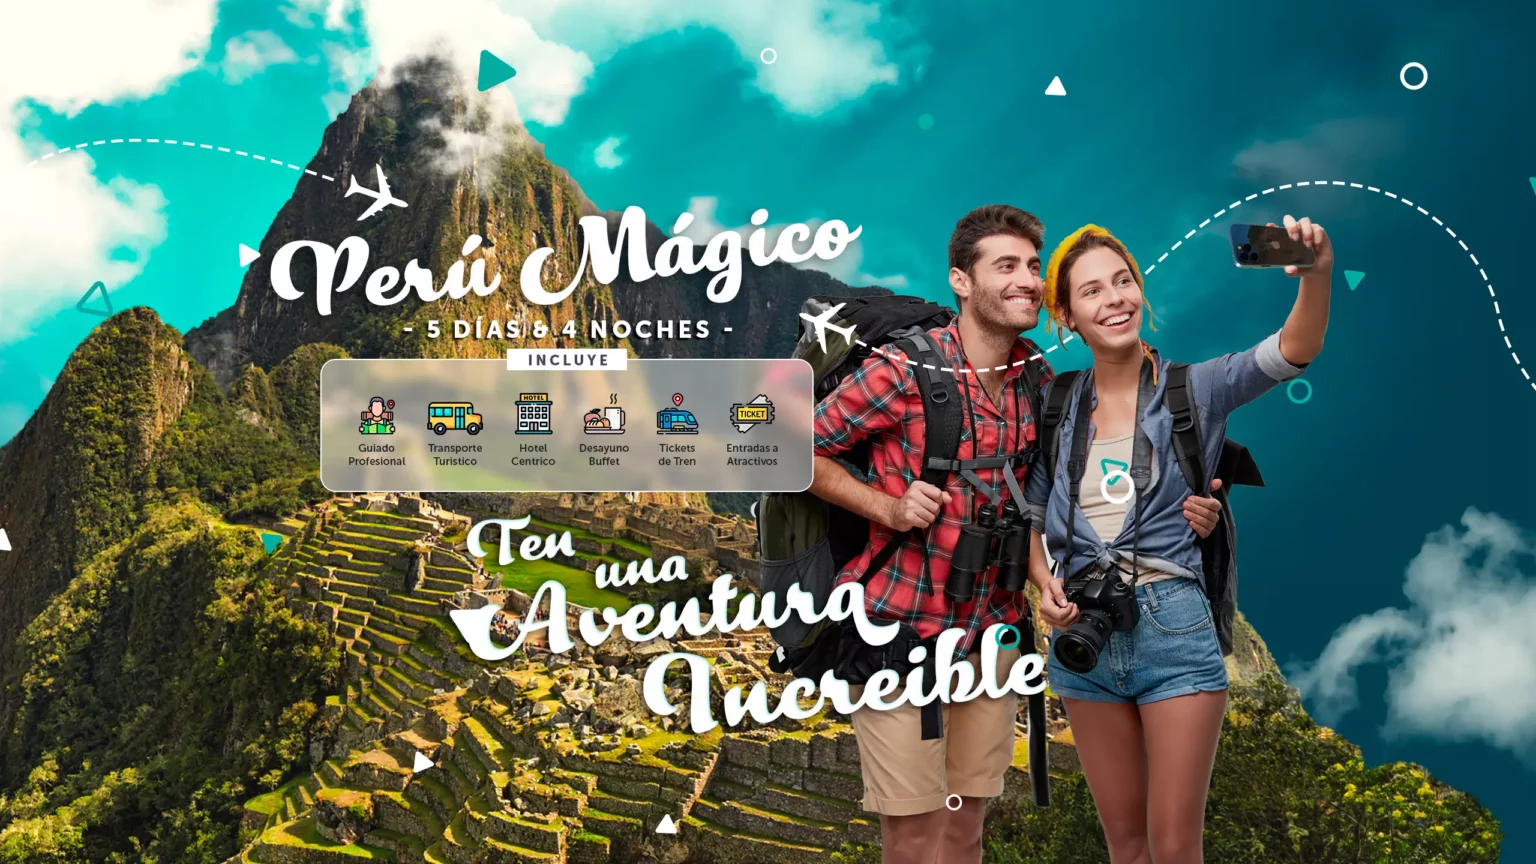 Perú Mágico
- 5 DÍAS & 4 NOCHES -
INCLUYE
HOTEL
TICKET
Guiado Profesional
Transporte Turistico
Hotel Centrico
Desayuno Buffet
Tickets de Tren
Entradas a Atractivos
Ten
una
Aventura
Increible